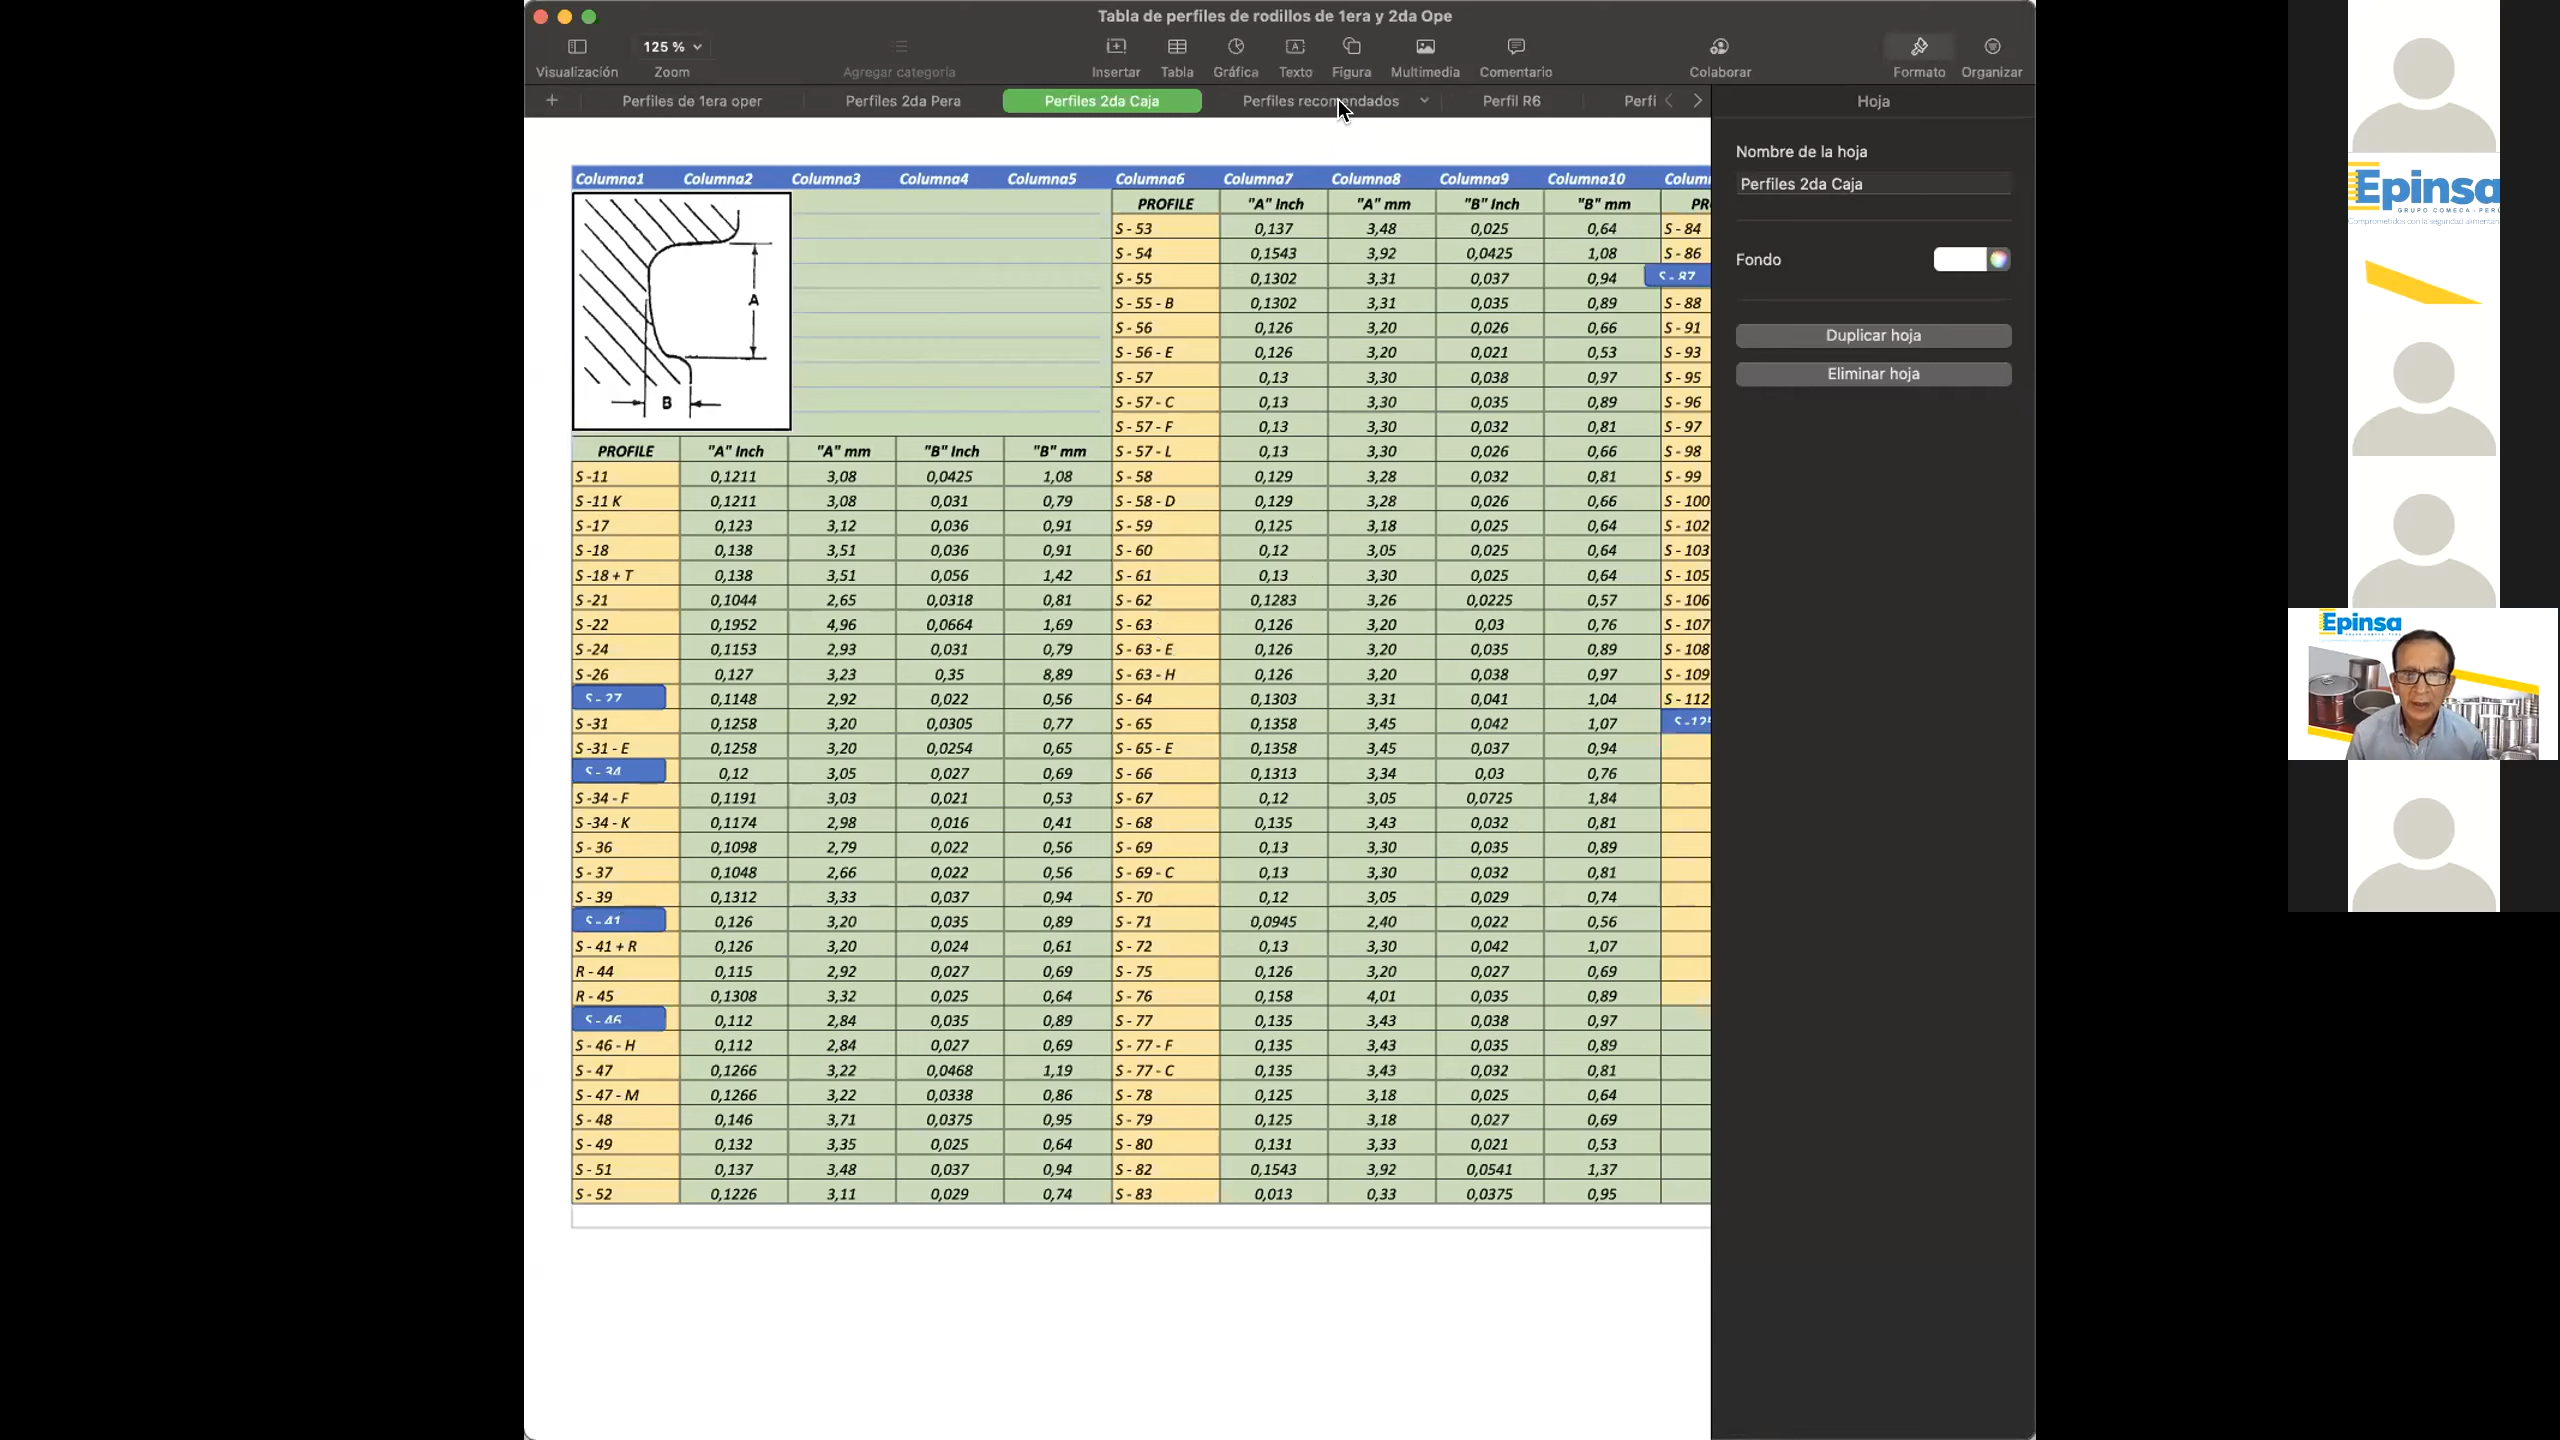 Tabla de perfiles de rodillos de 1era y 2da Ope
125 %
Visualización Zoom Agregar categoría Insertar Tabla Gráfica Texto Figura Multimedia Comentario Colaborar Formato Organizar
Perfiles de 1era oper Perfiles 2da Pera Perfiles 2da Caja Perfiles recomendados Perfil R6 Perfi
Hoja
Nombre de la hoja
Perfiles 2da Caja
Fondo
Duplicar hoja
Eliminar hoja
Columna1 Columna2 Columna3 Columna4 Columna5 Columna6 Columna7 Columna8 Columna9 Columna10 Colum
A
B
PROFILE "A" Inch "A" mm "B" Inch "B" mm
S -11 0,1211 3,08 0,0425 1,08
S -11 K 0,1211 3,08 0,031 0,79
S -17 0,123 3,12 0,036 0,91
S -18 0,138 3,51 0,036 0,91
S -18 + T 0,138 3,51 0,056 1,42
S -21 0,1044 2,65 0,0318 0,81
S -22 0,1952 4,96 0,0664 1,69
S -24 0,1153 2,93 0,031 0,79
S -26 0,127 3,23 0,35 8,89
S - 27 0,1148 2,92 0,022 0,56
S -31 0,1258 3,20 0,0305 0,77
S -31 - E 0,1258 3,20 0,0254 0,65
S - 34 0,12 3,05 0,027 0,69
S -34 - F 0,1191 3,03 0,021 0,53
S -34 - K 0,1174 2,98 0,016 0,41
S - 36 0,1098 2,79 0,022 0,56
S - 37 0,1048 2,66 0,022 0,56
S - 39 0,1312 3,33 0,037 0,94
S - 41 0,126 3,20 0,035 0,89
S - 41 + R 0,126 3,20 0,024 0,61
R - 44 0,115 2,92 0,027 0,69
R - 45 0,1308 3,32 0,025 0,64
S - 46 0,112 2,84 0,035 0,89
S - 46 - H 0,112 2,84 0,027 0,69
S - 47 0,1266 3,22 0,0468 1,19
S - 47 - M 0,1266 3,22 0,0338 0,86
S - 48 0,146 3,71 0,0375 0,95
S - 49 0,132 3,35 0,025 0,64
S - 51 0,137 3,48 0,037 0,94
S - 52 0,1226 3,11 0,029 0,74
PROFILE "A" Inch "A" mm "B" Inch "B" mm
S - 53 0,137 3,48 0,025 0,64
S - 54 0,1543 3,92 0,0425 1,08
S - 55 0,1302 3,31 0,037 0,94
S - 55 - B 0,1302 3,31 0,035 0,89
S - 56 0,126 3,20 0,026 0,66
S - 56 - E 0,126 3,20 0,021 0,53
S - 57 0,13 3,30 0,038 0,97
S - 57 - C 0,13 3,30 0,035 0,89
S - 57 - F 0,13 3,30 0,032 0,81
S - 57 - L 0,13 3,30 0,026 0,66
S - 58 0,129 3,28 0,032 0,81
S - 58 - D 0,129 3,28 0,026 0,66
S - 59 0,125 3,18 0,025 0,64
S - 60 0,12 3,05 0,025 0,64
S - 61 0,13 3,30 0,025 0,64
S - 62 0,1283 3,26 0,0225 0,57
S - 63 0,126 3,20 0,03 0,76
S - 63 - E 0,126 3,20 0,035 0,89
S - 63 - H 0,126 3,20 0,038 0,97
S - 64 0,1303 3,31 0,041 1,04
S - 65 0,1358 3,45 0,042 1,07
S - 65 - E 0,1358 3,45 0,037 0,94
S - 66 0,1313 3,34 0,03 0,76
S - 67 0,12 3,05 0,0725 1,84
S - 68 0,135 3,43 0,032 0,81
S - 69 0,13 3,30 0,035 0,89
S - 69 - C 0,13 3,30 0,032 0,81
S - 70 0,12 3,05 0,029 0,74
S - 71 0,0945 2,40 0,022 0,56
S - 72 0,13 3,30 0,042 1,07
S - 75 0,126 3,20 0,027 0,69
S - 76 0,158 4,01 0,035 0,89
S - 77 0,135 3,43 0,038 0,97
S - 77 - F 0,135 3,43 0,035 0,89
S - 77 - C 0,135 3,43 0,032 0,81
S - 78 0,125 3,18 0,025 0,64
S - 79 0,125 3,18 0,027 0,69
S - 80 0,131 3,33 0,021 0,53
S - 82 0,1543 3,92 0,0541 1,37
S - 83 0,013 0,33 0,0375 0,95
PR
S - 84
S - 86
S - 87
S - 88
S - 91
S - 93
S - 95
S - 96
S - 97
S - 98
S - 99
S - 100
S - 102
S - 103
S - 105
S - 106
S - 107
S - 108
S - 109
S - 112
S -125
Epinsa
GRUPO COMECA - PERÚ
Comprometidos con la seguridad alimentar
Epinsa